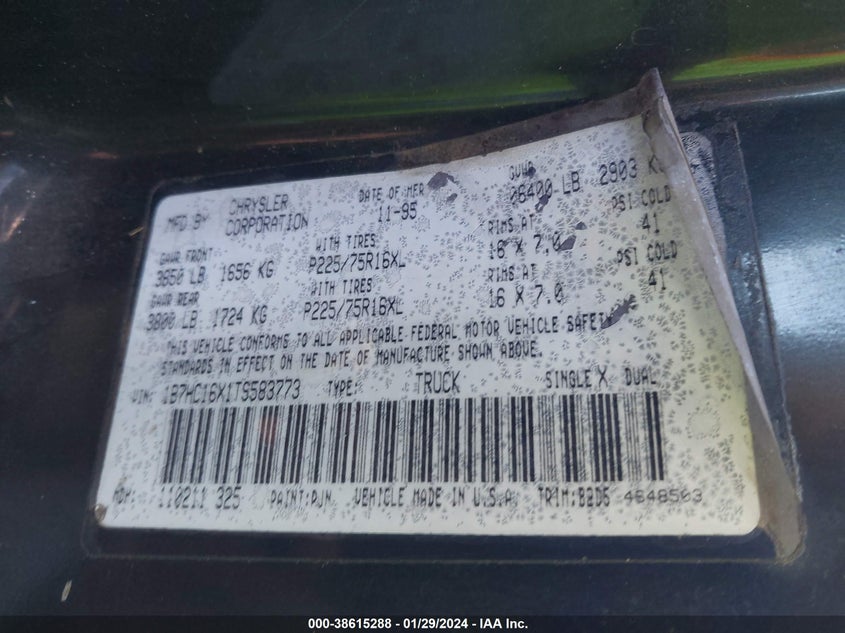 MFD BY CHRYSLER CORPORATION DATE OF MFR 11-95 GVWR 06400 LB 2903 KG
GAWR FRONT WITH TIRES RIMS AT PSI COLD
3650 LB 1656 KG P225/75R16XL 16 X 7.0 41
GAWR REAR WITH TIRES RIMS AT PSI COLD
3800 LB 1724 KG P225/75R16XL 16 X 7.0 41
THIS VEHICLE CONFORMS TO ALL APPLICABLE FEDERAL MOTOR VEHICLE SAFETY
STANDARDS IN EFFECT ON THE DATE OF MANUFACTURE SHOWN ABOVE.
VIN: 1B7HC16X1TS583773 TYPE: TRUCK SINGLE X DUAL
MDH: 110211 325 PAINT:PJN VEHICLE MADE IN U.S.A. TRIM:B2D5 4648503
000-38615288 - 01/29/2024 - IAA Inc.